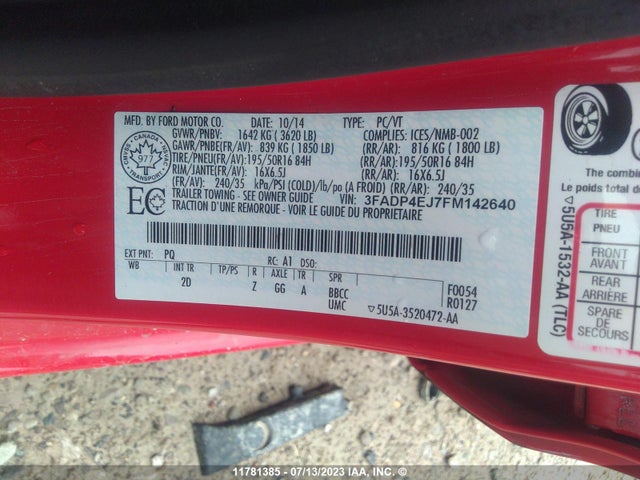 MFD. BY FORD MOTOR CO. DATE: 10/14 TYPE: PC/VT
GVWR/PNBV: 1642 KG ( 3620 LB) COMPLIES: ICES/NMB-002
GAWR/PNBE(FR/AV): 839 KG ( 1850 LB) (RR/AR): 816 KG ( 1800 LB)
TIRE/PNEU(FR/AV):195/50R16 84H (RR/AR):195/50R16 84H
RIM/JANTE(FR/AV): 16X6.5J (RR/AR): 16X6.5J
(FR/AV): 240/35 kPa/PSI (COLD)/lb/po (A FROID) (RR/AR): 240/35
TRAILER TOWING - SEE OWNER GUIDE VIN: 3FADP4EJ7FM142640
TRACTION D'UNE REMORQUE - VOIR GUIDE DU PROPRIETAIRE
CANADA
977
TRANSPORT
EC
EXT PNT: PQ RC: A1 DSO:
WB INT TR TP/PS R AXLE TR SPR
2D Z GG A BBCC
UMC
F0054
R0127
▽5U5A-3520472-AA
The combin
Le poids total d
▽5U5A-1532-AA (TLC)
TIRE
PNEU
FRONT
AVANT
REAR
ARRIÈRE
SPARE
DE
SECOURS
11781385 - 07/13/2023 IAA, INC. ©